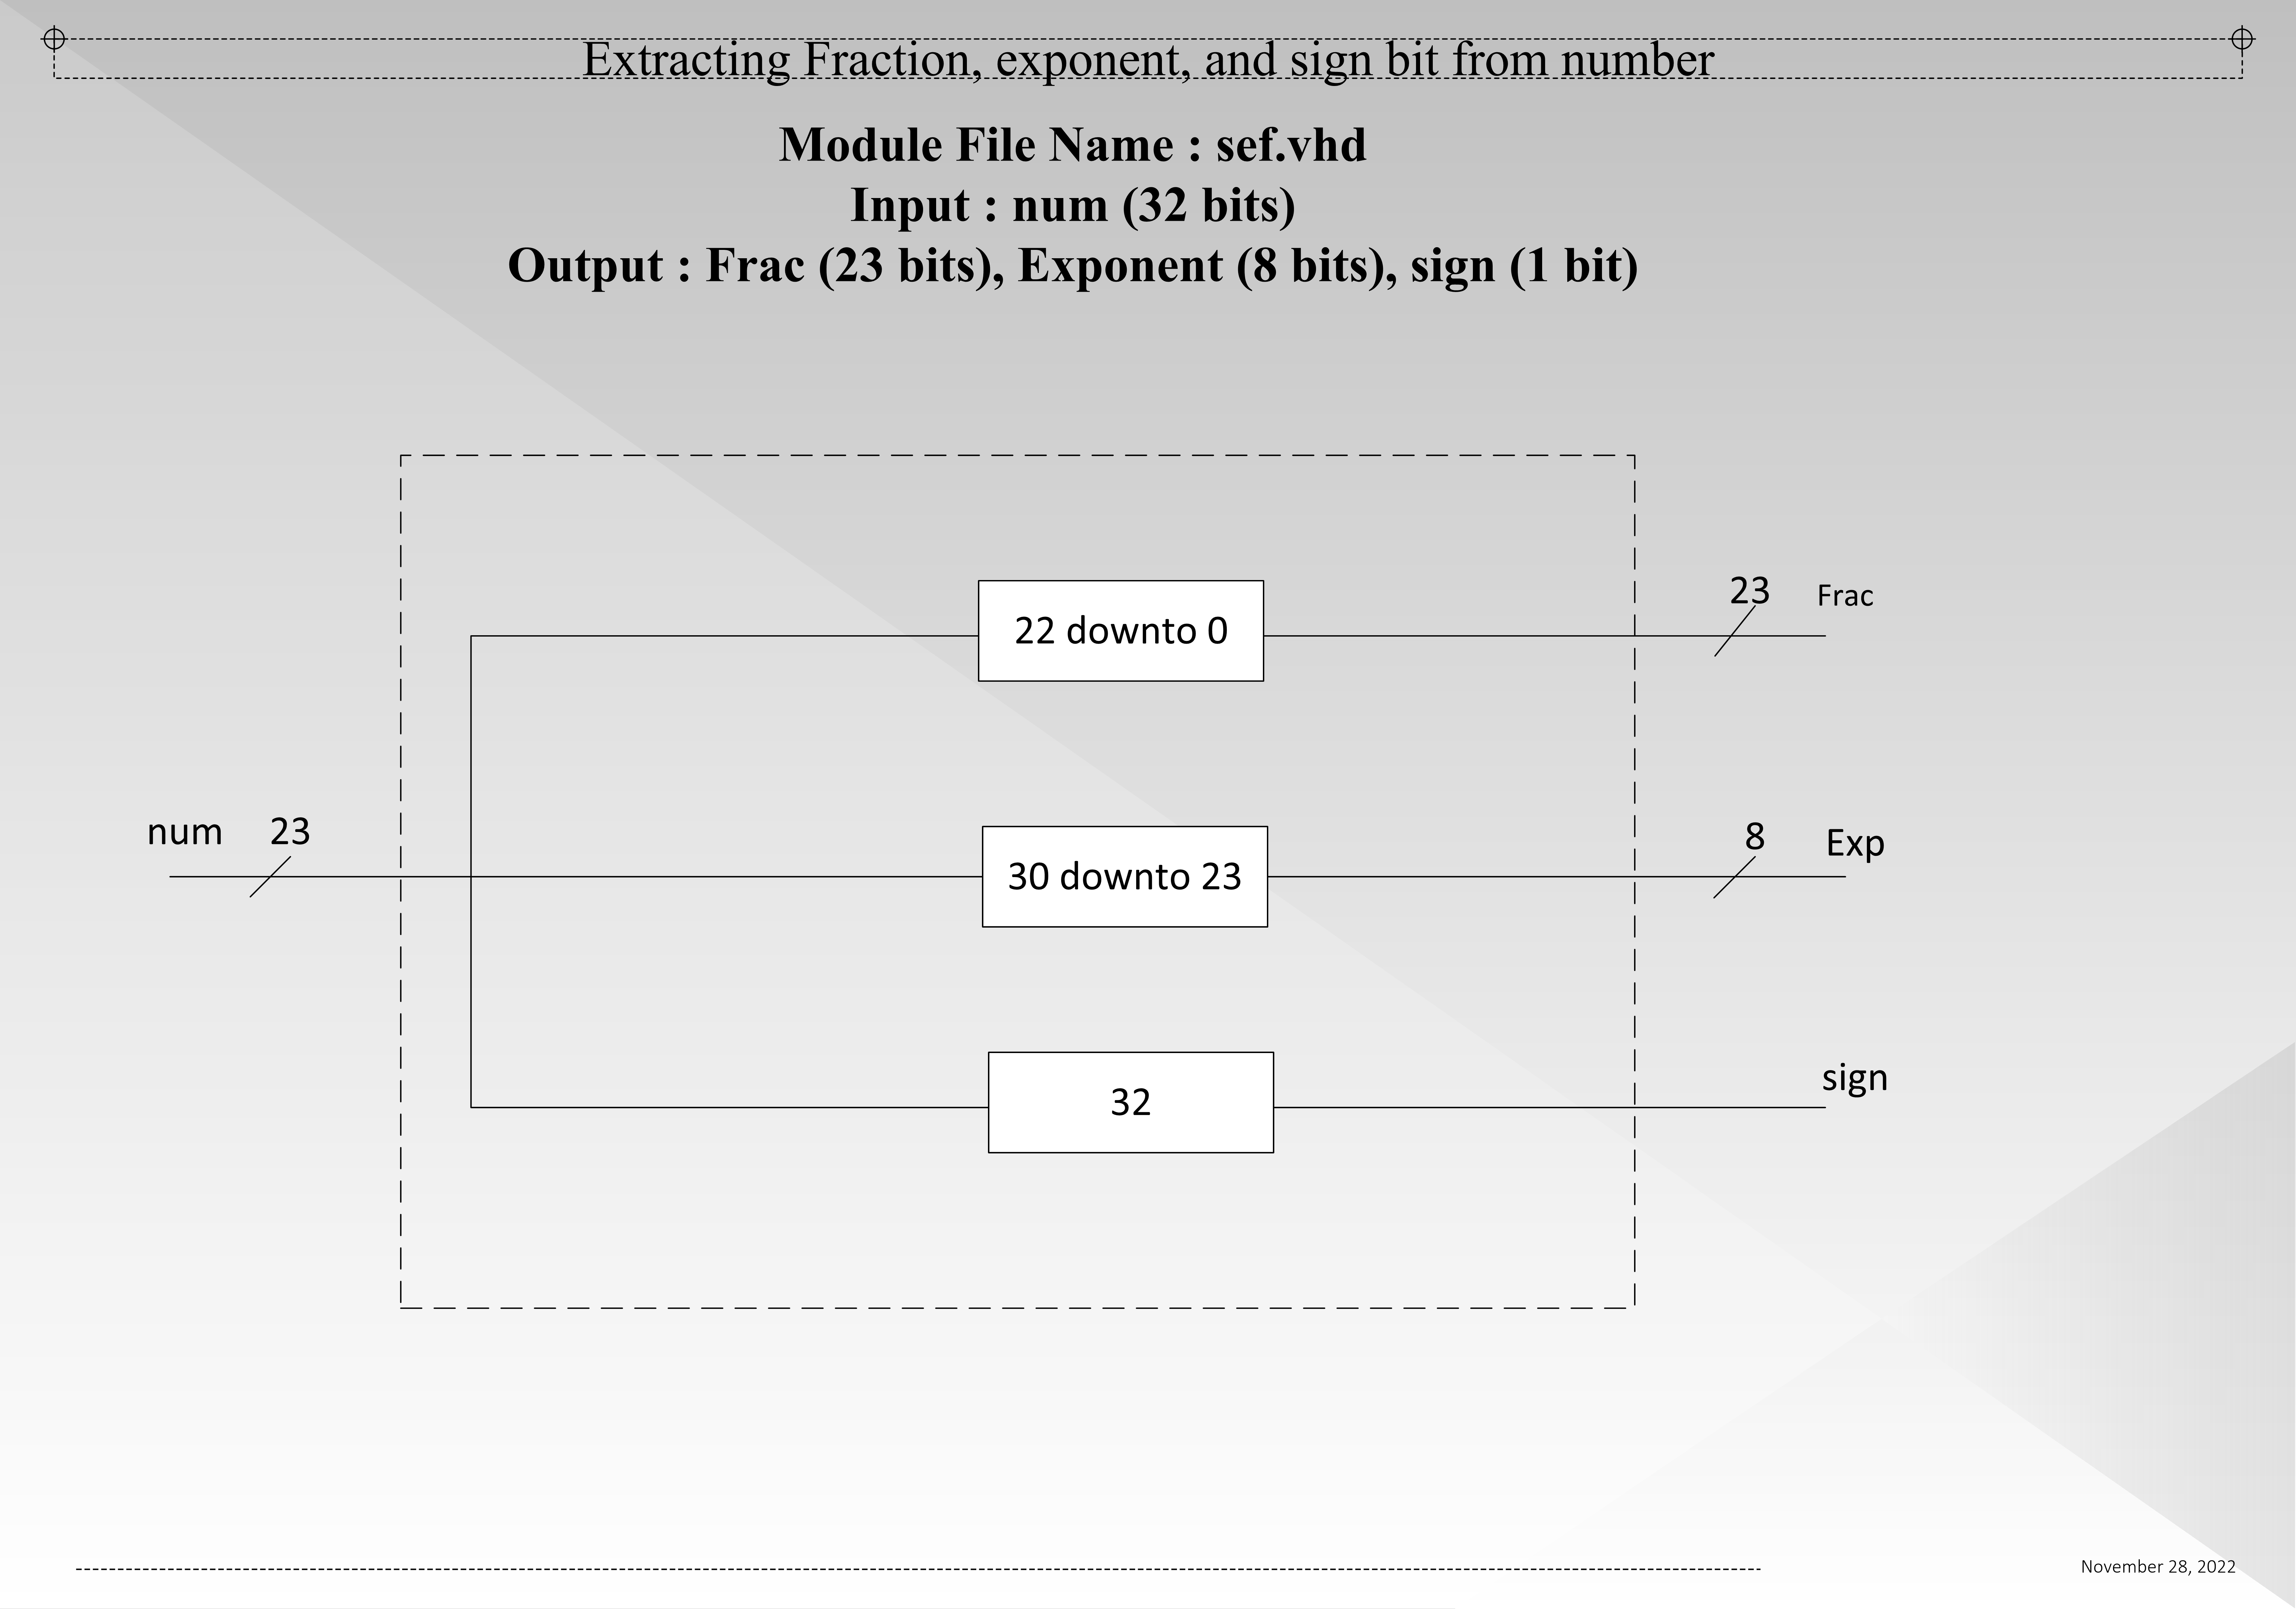 Extracting Fraction, exponent, and sign bit from number
Module File Name : sef.vhd
Input : num (32 bits)
Output : Frac (23 bits), Exponent (8 bits), sign (1 bit)
22 downto 0
23
Frac
num
23
30 downto 23
8
Exp
32
sign
November 28, 2022